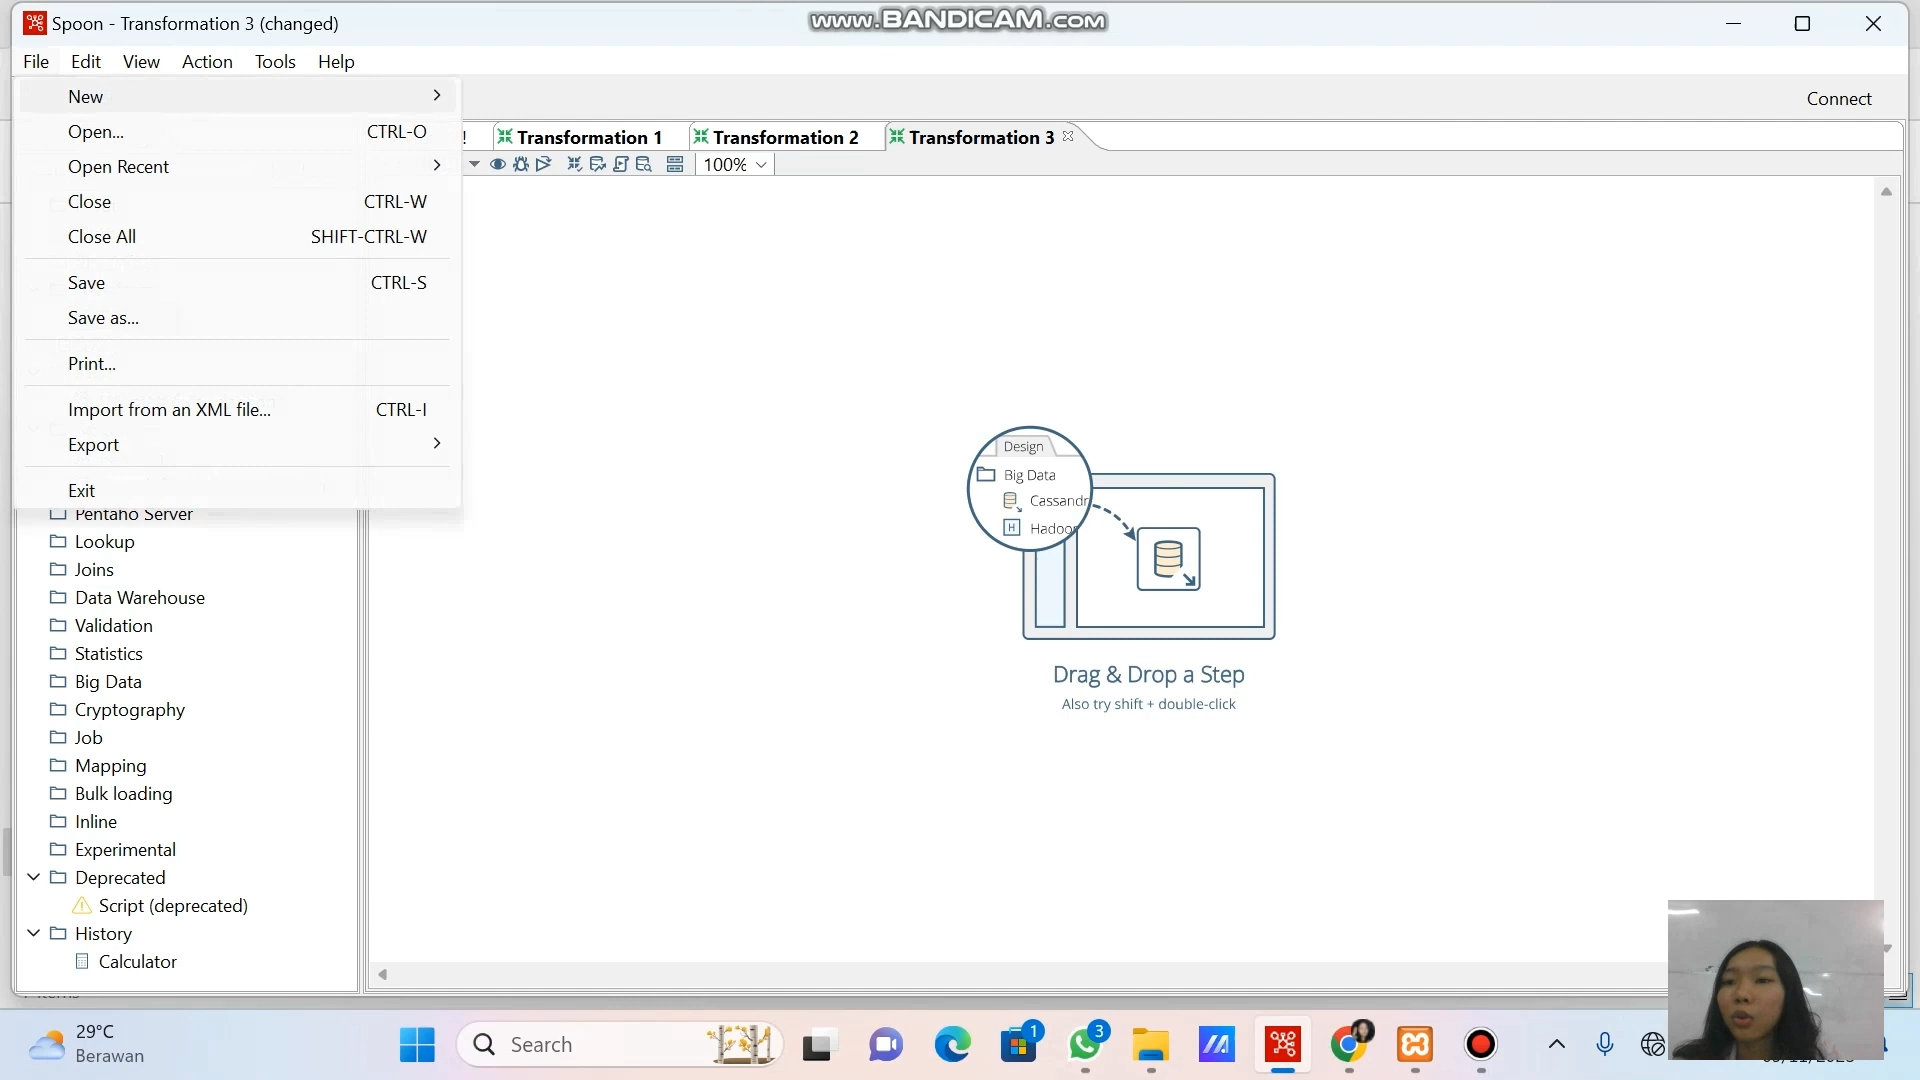 Spoon - Transformation 3 (changed)
www.BANDICAM.com
File Edit View Action Tools Help
New
Open... CTRL-O
Open Recent
Close CTRL-W
Close All SHIFT-CTRL-W
Save CTRL-S
Save as...
Print...
Import from an XML file... CTRL-I
Export
Exit
Connect
! Transformation 1 Transformation 2 Transformation 3
100%
Pentaho Server
Lookup
Joins
Data Warehouse
Validation
Statistics
Big Data
Cryptography
Job
Mapping
Bulk loading
Inline
Experimental
Deprecated
Script (deprecated)
History
Calculator
Design
Big Data
Cassandr
Hadoop
Drag & Drop a Step
Also try shift + double-click
29°C
Berawan
Search
1
3